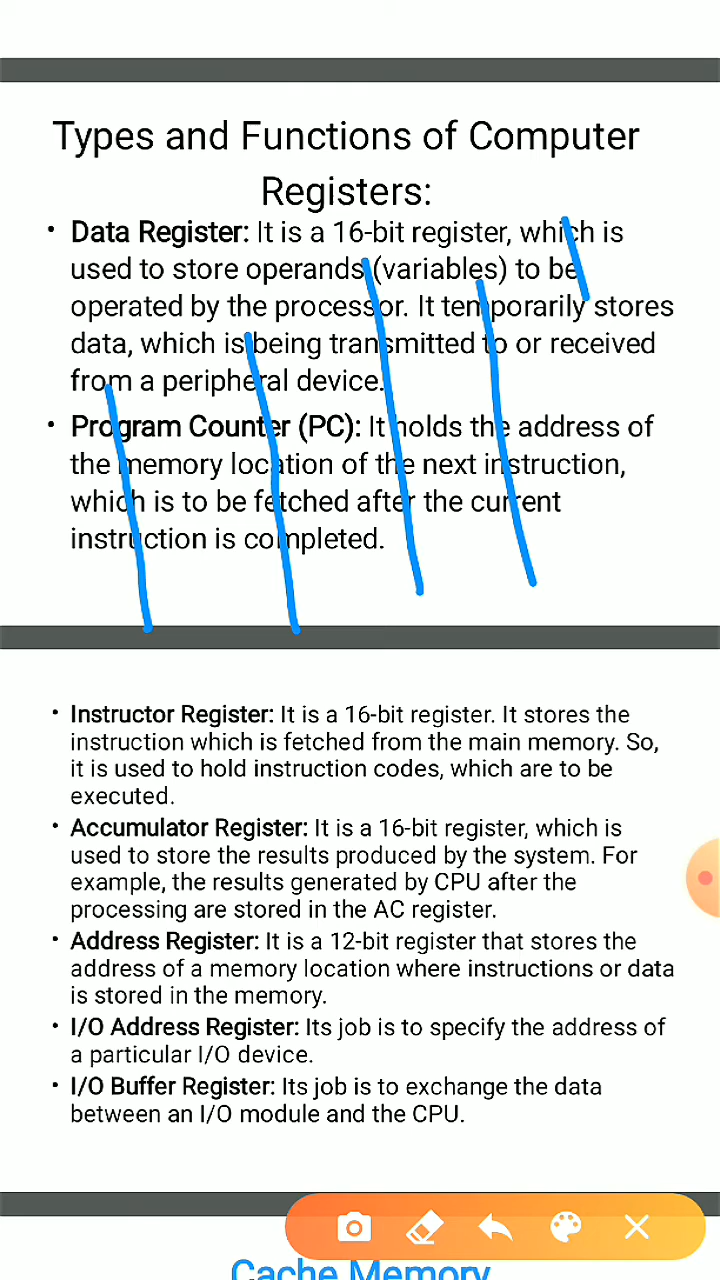 Types and Functions of Computer
Registers:
• Data Register: It is a 16-bit register, which is
used to store operands (variables) to be
operated by the processor. It temporarily stores
data, which is being transmitted to or received
from a peripheral device.
• Program Counter (PC): It holds the address of
the memory location of the next instruction,
which is to be fetched after the current
instruction is completed.
• Instructor Register: It is a 16-bit register. It stores the
instruction which is fetched from the main memory. So,
it is used to hold instruction codes, which are to be
executed.
• Accumulator Register: It is a 16-bit register, which is
used to store the results produced by the system. For
example, the results generated by CPU after the
processing are stored in the AC register.
• Address Register: It is a 12-bit register that stores the
address of a memory location where instructions or data
is stored in the memory.
• I/O Address Register: Its job is to specify the address of
a particular I/O device.
• I/O Buffer Register: Its job is to exchange the data
between an I/O module and the CPU.
Cache Memory